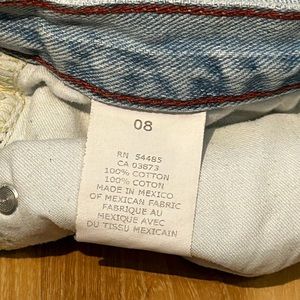 08
RN 54485
CA 03873
100% COTTON
100% COTON
MADE IN MEXICO
OF MEXICAN FABRIC
FABRIQUE AU
MEXIQUE AVEC
DU TISSU MEXICAIN